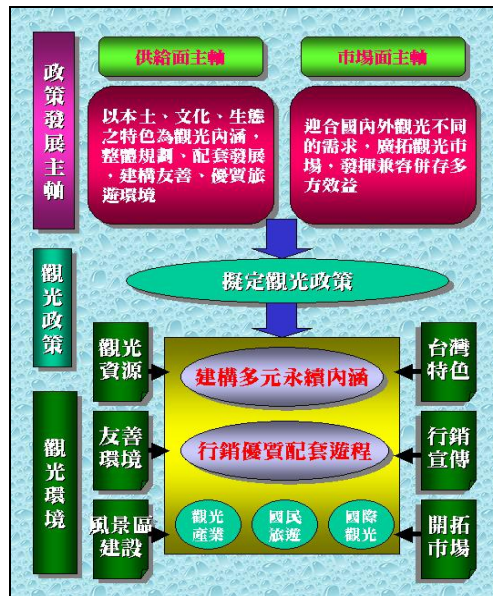 政策發展主軸
供給面主軸
市場面主軸
以本土、文化、生態
之特色為觀光內涵，
整體規劃、配套發展
，建構友善、優質旅
遊環境
迎合國內外觀光不同
的需求，廣拓觀光市
場，發揮兼容併存多
方效益
觀光政策
擬定觀光政策
觀光環境
觀光
資源
建構多元永續內涵
台灣
特色
友善
環境
行銷優質配套遊程
行銷
宣傳
風景區
建設
觀光
產業
國民
旅遊
國際
觀光
開拓
市場